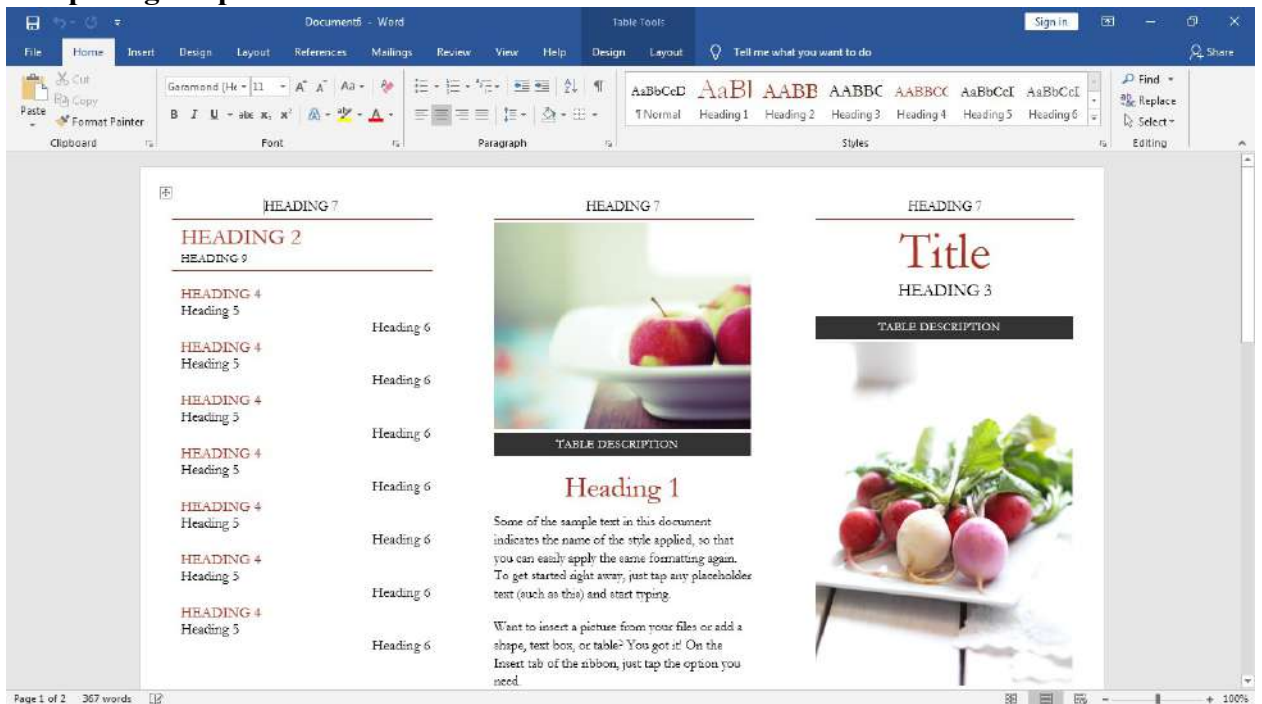 Document6 - Word
Table Tools
Sign in
File Home Insert Design Layout References Mailings Review View Help Design Layout Tell me what you want to do Share
Paste
Cut
Copy
Format Painter
Clipboard
Garamond (He 11
Aa
B I U abc x₂ x² A ab A
Font
Paragraph
AaBbCcD AaBl AABB AABBC AABBCC AaBbCcI AaBbCcI
¶ Normal Heading 1 Heading 2 Heading 3 Heading 4 Heading 5 Heading 6
Styles
Find
Replace
Select
Editing
HEADING 7
HEADING 2
HEADING 9
HEADING 4
Heading 5
Heading 6
HEADING 4
Heading 5
Heading 6
HEADING 4
Heading 5
Heading 6
HEADING 4
Heading 5
Heading 6
HEADING 4
Heading 5
Heading 6
HEADING 4
Heading 5
Heading 6
HEADING 4
Heading 5
Heading 6
HEADING 7
TABLE DESCRIPTION
Heading 1
Some of the sample text in this document
indicates the name of the style applied, so that
you can easily apply the same formatting again.
To get started right away, just tap any placeholder
text (such as this) and start typing.
Want to insert a picture from your files or add a
shape, text box, or table? You got it! On the
Insert tab of the ribbon, just tap the option you
need.
HEADING 7
Title
HEADING 3
TABLE DESCRIPTION
Page 1 of 2 367 words
100%